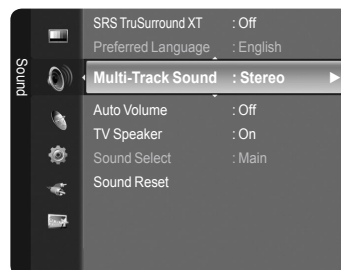 Sound
SRS TruSurround XT : Off
Preferred Language : English
Multi-Track Sound : Stereo
Auto Volume : Off
TV Speaker : On
Sound Select : Main
Sound Reset